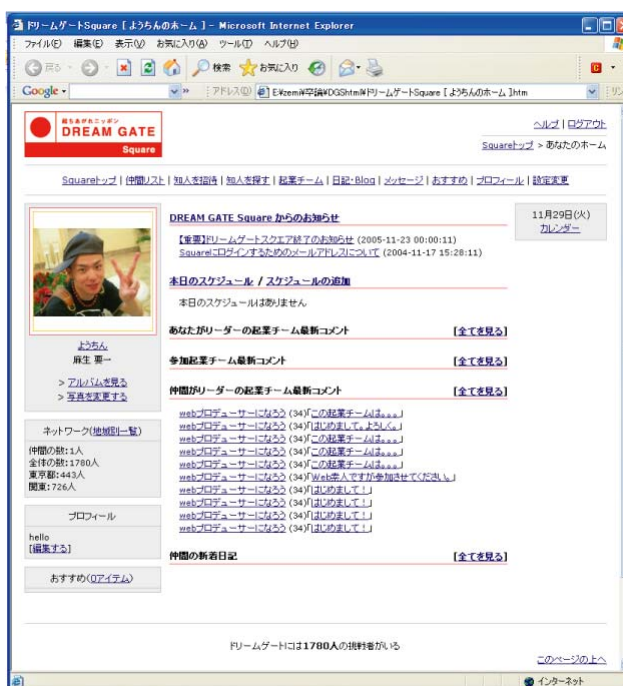 ドリームゲートSquare [ ようちんのホーム ] - Microsoft Internet Explorer
ファイル(F) 編集(E) 表示(V) お気に入り(A) ツール(T) ヘルプ(H)
戻る 検索 お気に入り
Google アドレス(D) E:¥zemi¥卒論¥DGShtm¥ドリームゲートSquare [ ようちんのホーム ].htm
起ちあがれニッポン
DREAM GATE
Square
ヘルプ | ログアウト
Squareトップ > あなたのホーム
Squareトップ | 仲間リスト | 知人を招待 | 知人を探す | 起業チーム | 日記・Blog | メッセージ | おすすめ | プロフィール | 設定変更
ようちん
麻生 要一
> アルバムを見る
> 写真を変更する
ネットワーク(地域別一覧)
仲間の数:1人
全体の数:1780人
東京都:443人
関東:726人
プロフィール
hello
[編集する]
おすすめ(0アイテム)
DREAM GATE Square からのお知らせ
【重要】ドリームゲートスクエア終了のお知らせ (2005-11-23 00:00:11)
Squareにログインするためのメールアドレスについて (2004-11-17 15:28:11)
本日のスケジュール / スケジュールの追加
本日のスケジュールはありません
あなたがリーダーの起業チーム最新コメント [全てを見る]
参加起業チーム最新コメント [全てを見る]
仲間がリーダーの起業チーム最新コメント [全てを見る]
webプロデューサーになろう (34)「この起業チームは。。。」
webプロデューサーになろう (34)「はじめまして。よろしく。」
webプロデューサーになろう (34)「この起業チームは。。。」
webプロデューサーになろう (34)「この起業チームは。。。」
webプロデューサーになろう (34)「この起業チームは。。。」
webプロデューサーになろう (34)「Web素人ですが参加させてください。」
webプロデューサーになろう (34)「はじめまして！」
webプロデューサーになろう (34)「はじめまして！」
webプロデューサーになろう (34)「はじめまして！」
webプロデューサーになろう (34)「はじめまして！」
仲間の新着日記 [全てを見る]
11月29日(火)
カレンダー
ドリームゲートには1780人の挑戦者がいる
このページの上へ
インターネット